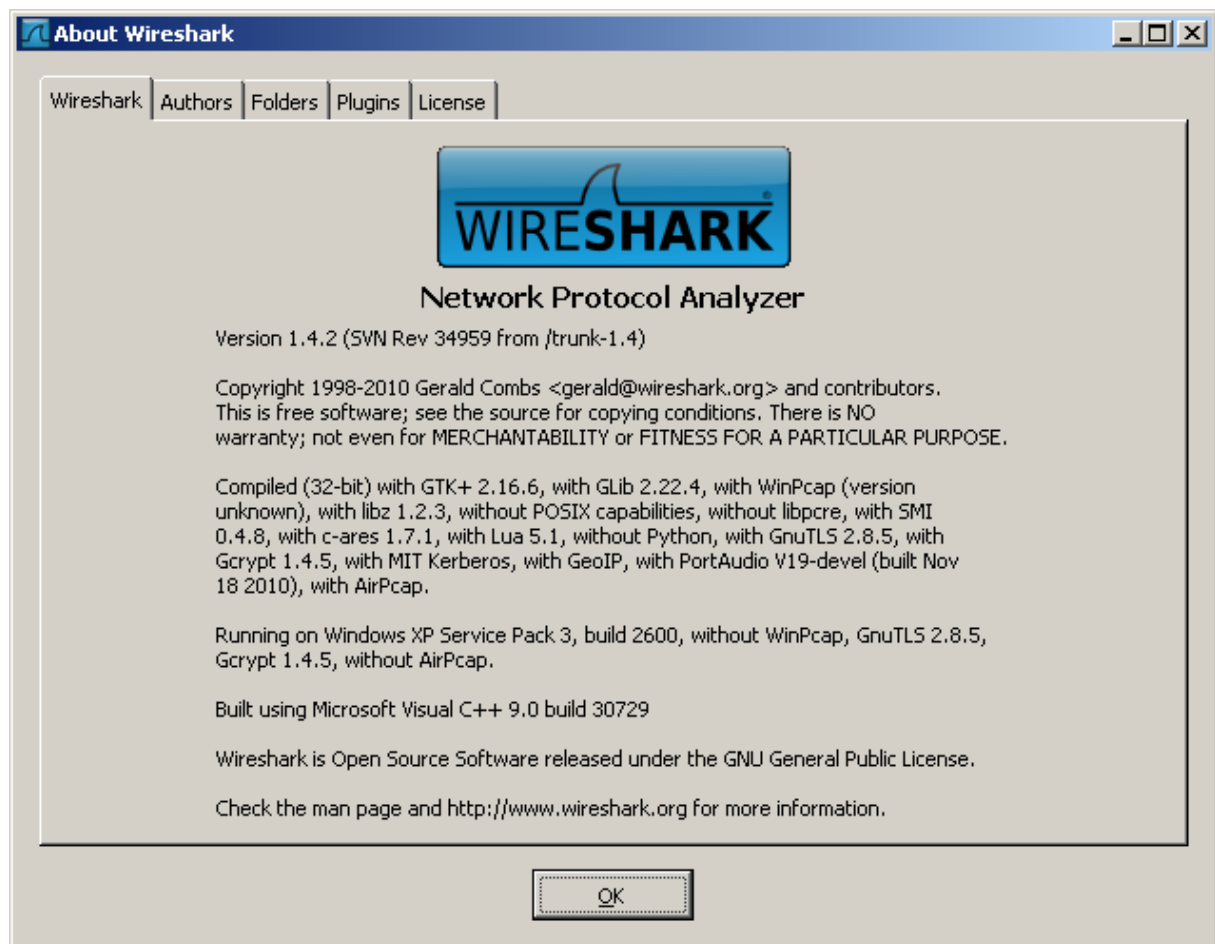 About Wireshark
Wireshark Authors Folders Plugins License
WIRESHARK®
Network Protocol Analyzer
Version 1.4.2 (SVN Rev 34959 from /trunk-1.4)
Copyright 1998-2010 Gerald Combs <gerald@wireshark.org> and contributors.
This is free software; see the source for copying conditions. There is NO
warranty; not even for MERCHANTABILITY or FITNESS FOR A PARTICULAR PURPOSE.
Compiled (32-bit) with GTK+ 2.16.6, with GLib 2.22.4, with WinPcap (version
unknown), with libz 1.2.3, without POSIX capabilities, without libpcre, with SMI
0.4.8, with c-ares 1.7.1, with Lua 5.1, without Python, with GnuTLS 2.8.5, with
Gcrypt 1.4.5, with MIT Kerberos, with GeoIP, with PortAudio V19-devel (built Nov
18 2010), with AirPcap.
Running on Windows XP Service Pack 3, build 2600, without WinPcap, GnuTLS 2.8.5,
Gcrypt 1.4.5, without AirPcap.
Built using Microsoft Visual C++ 9.0 build 30729
Wireshark is Open Source Software released under the GNU General Public License.
Check the man page and http://www.wireshark.org for more information.
OK